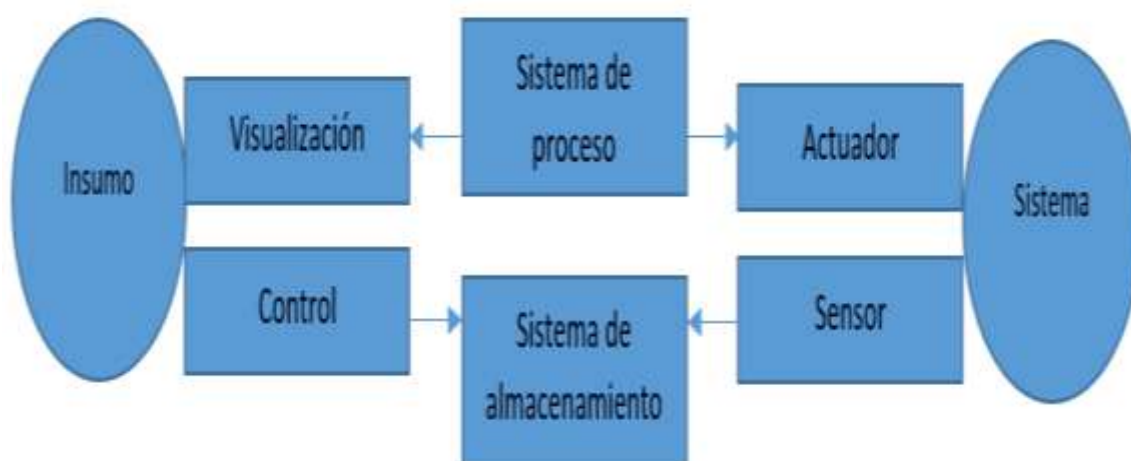 Insumo
Visualización
Control
Sistema de
proceso
Sistema de
almacenamiento
Actuador
Sensor
Sistema